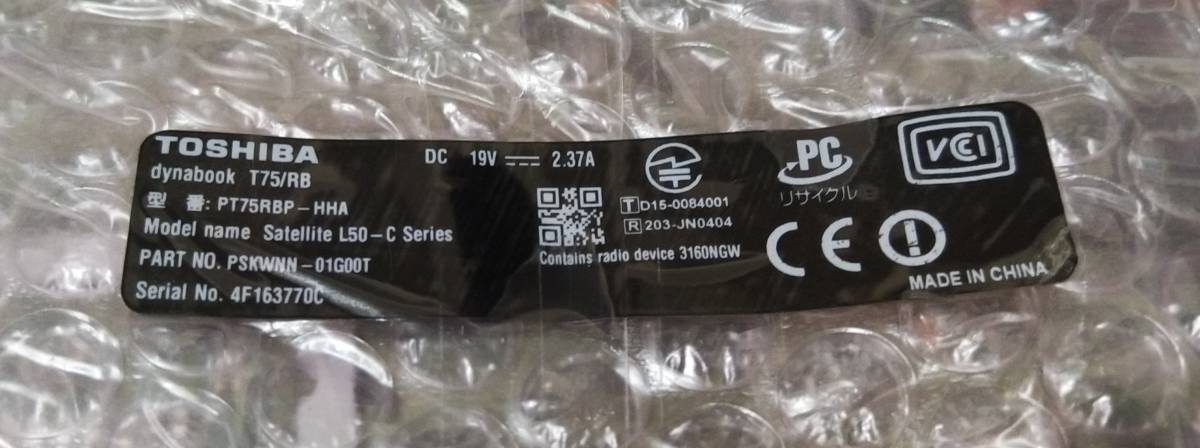 TOSHIBA
dynabook T75/RB
型 番: PT75RBP-HHA
Model name Satellite L50-C Series
PART NO. PSKWNN-01G00T
Serial No. 4F163770C
DC 19V 2.37A
T D15-0084001
R 203-JN0404
Contains radio device 3160NGW
PC
リサイクル
VCI
CE
MADE IN CHINA